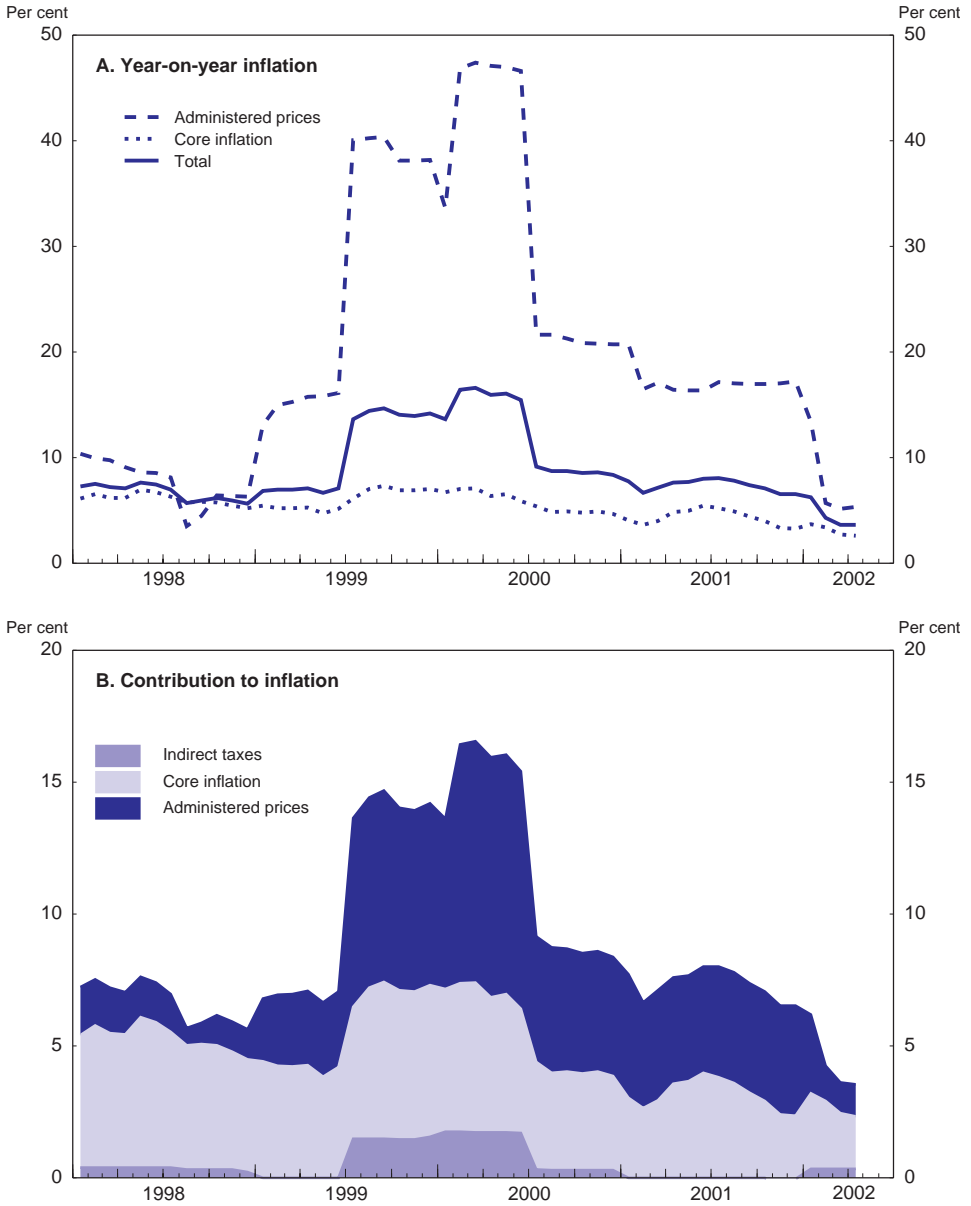 Per cent Per cent
50 50
A. Year-on-year inflation
Administered prices
40 40
Core inflation
Total
30 30
20 20
10 10
0 0
1998 1999 2000 2001 2002
Per cent Per cent
20 20
B. Contribution to inflation
Indirect taxes
Core inflation
15 15
Administered prices
10 10
5 5
0 0
1998 1999 2000 2001 2002